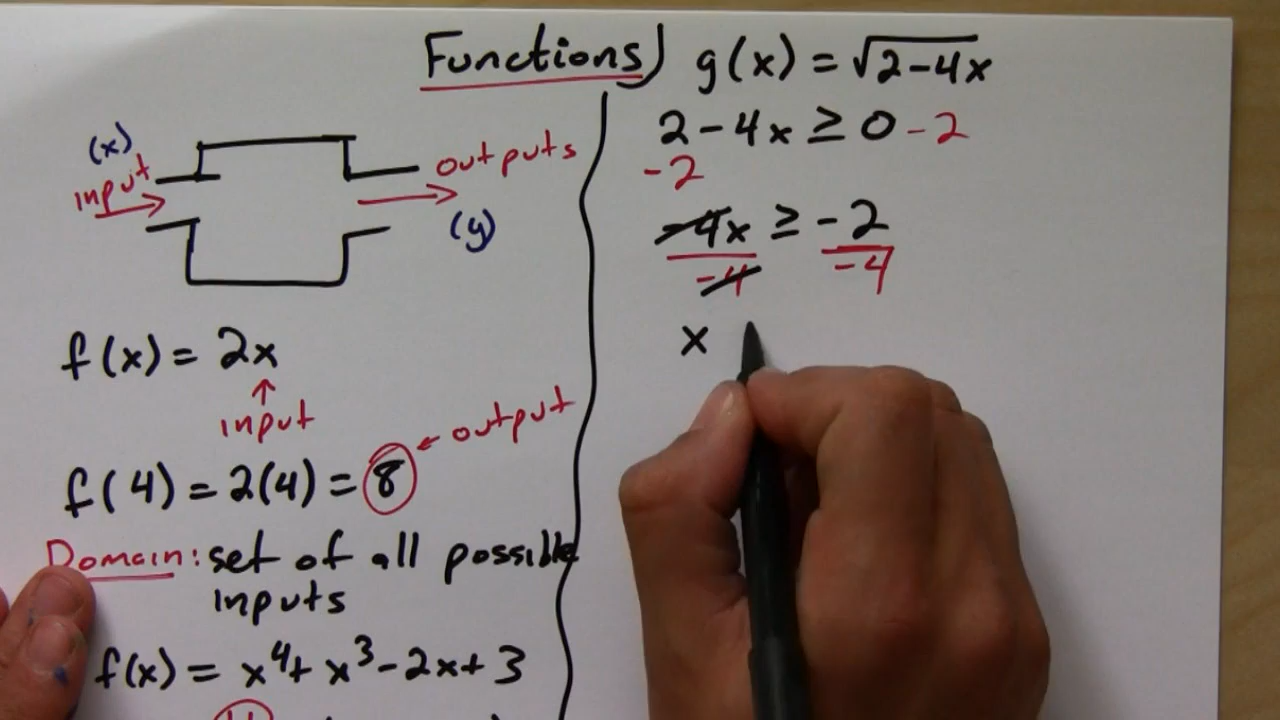 Functions
(x)
input
outputs
(y)
f(x) = 2x
input
f(4) = 2(4) = 8
output
Domain: set of all possible
inputs
f(x) = x⁴ + x³ - 2x + 3
g(x) = √2-4x
2 - 4x ≥ 0 - 2
-2
-4x ≥ -2
-4 -4
x